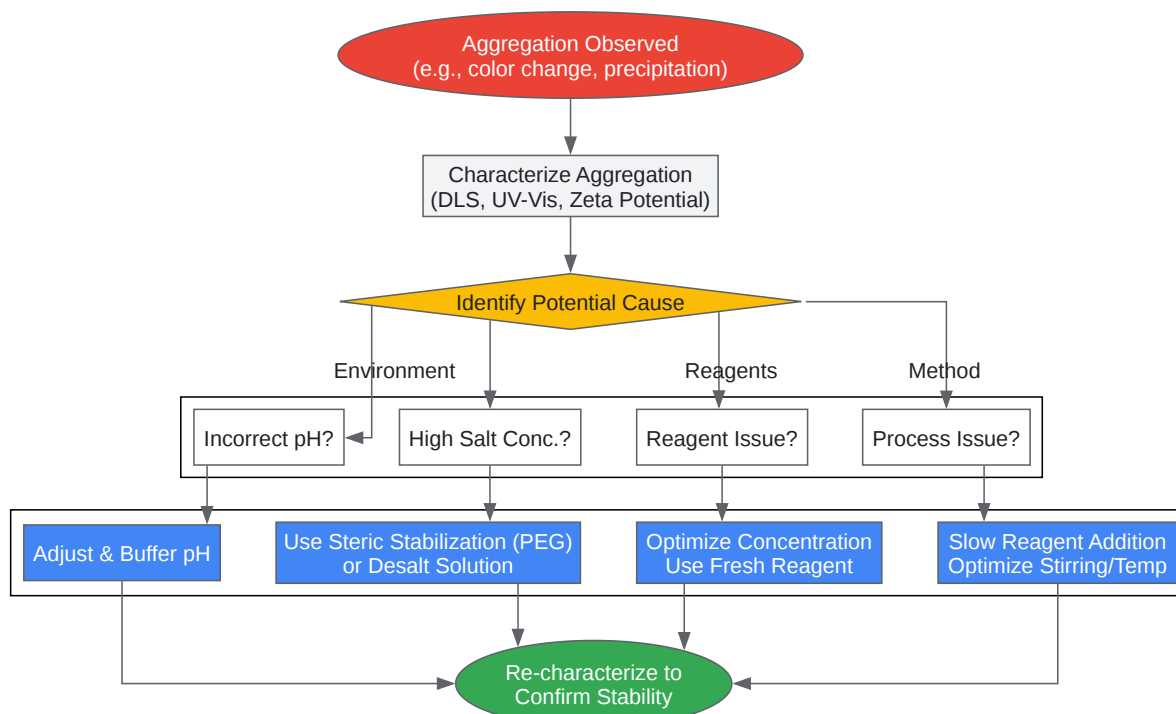 Aggregation Observed
(e.g., color change, precipitation)
Characterize Aggregation
(DLS, UV-Vis, Zeta Potential)
Identify Potential Cause
Environment
Reagents
Method
Incorrect pH?
High Salt Conc.?
Reagent Issue?
Process Issue?
Adjust & Buffer pH
Use Steric Stabilization (PEG)
or Desalt Solution
Optimize Concentration
Use Fresh Reagent
Slow Reagent Addition
Optimize Stirring/Temp
Re-characterize to
Confirm Stability